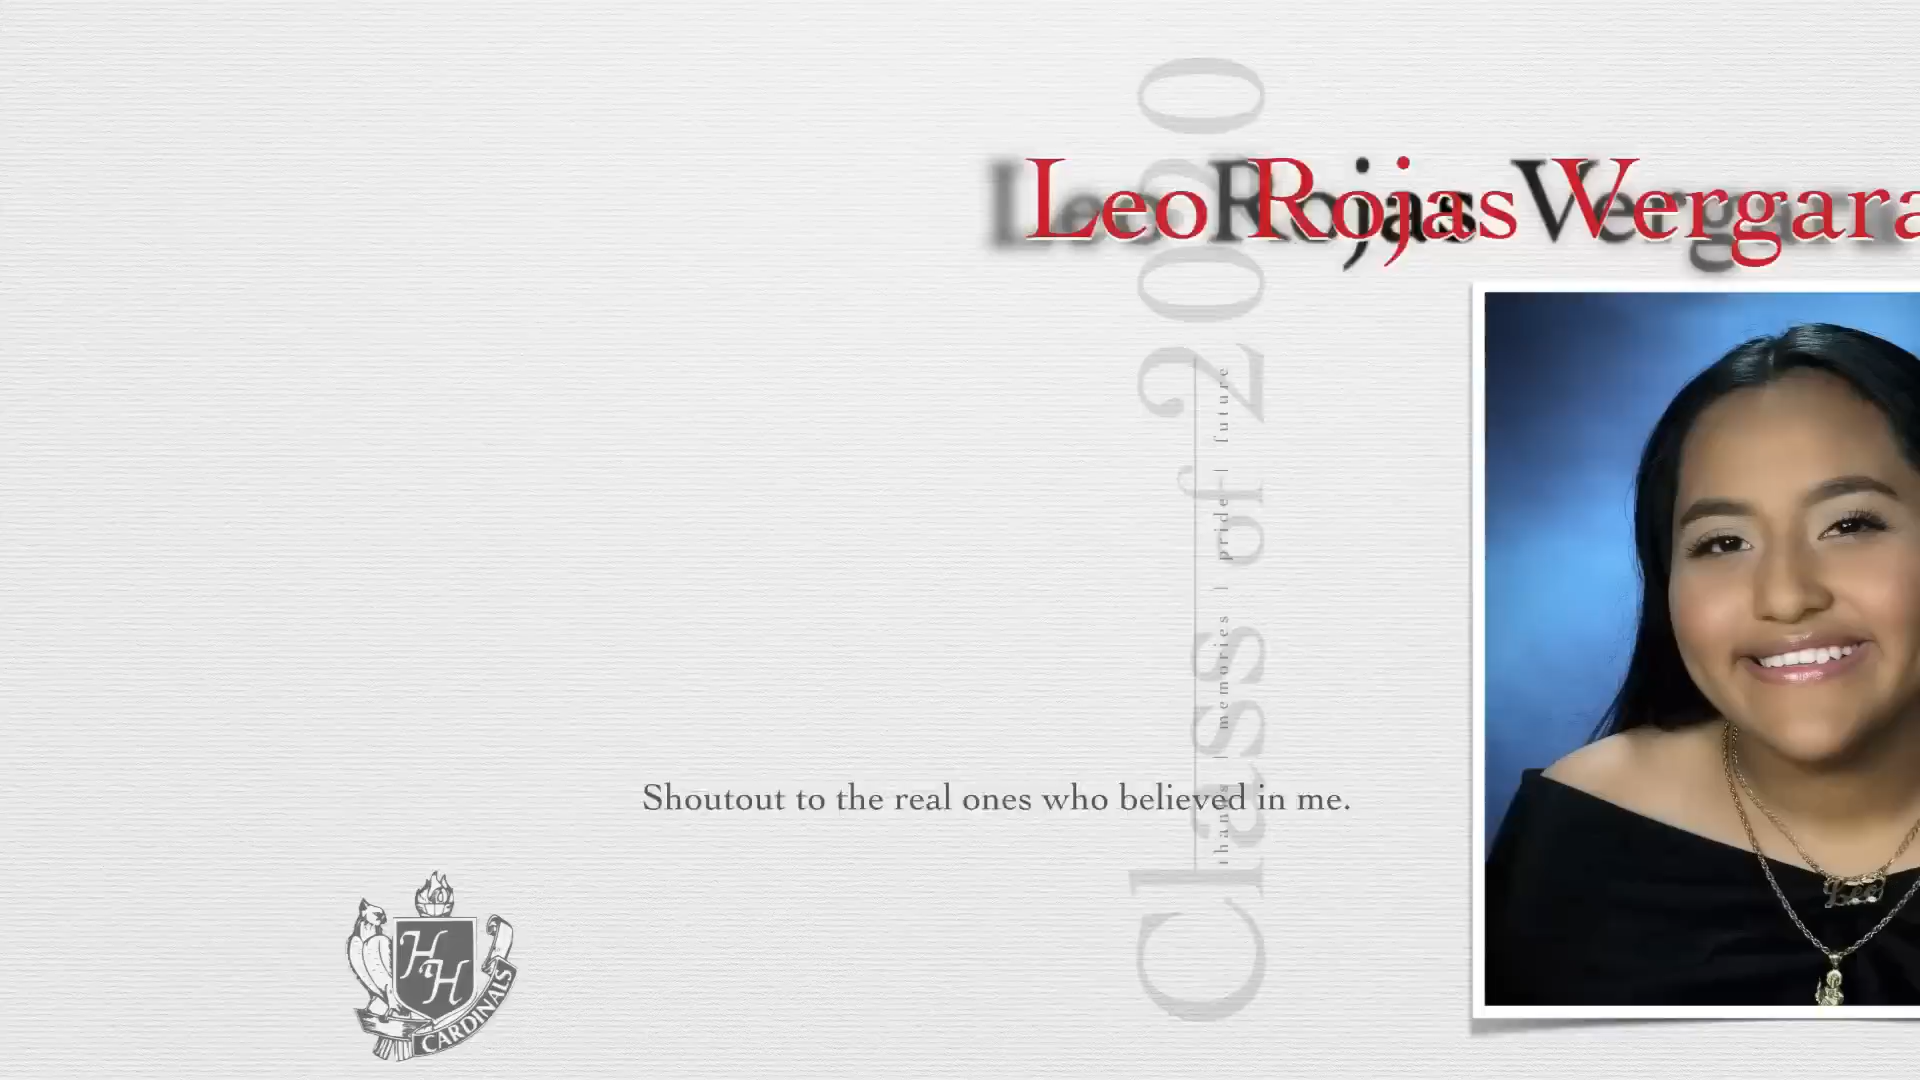 Leo Rojas Vergara
Class of 2020
thanks | memories | pride | future
Shoutout to the real ones who believed in me.
HH
CARDINALS
Leo